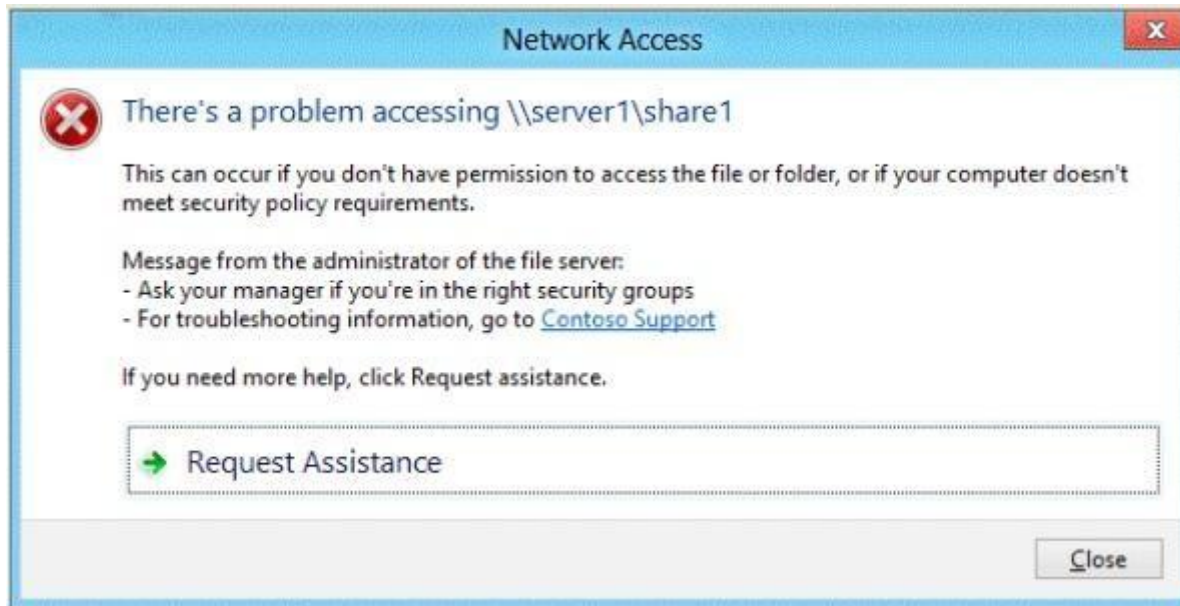 Network Access
There's a problem accessing \\server1\share1
This can occur if you don't have permission to access the file or folder, or if your computer doesn't
meet security policy requirements.
Message from the administrator of the file server:
- Ask your manager if you're in the right security groups
- For troubleshooting information, go to Contoso Support
If you need more help, click Request assistance.
Request Assistance
Close